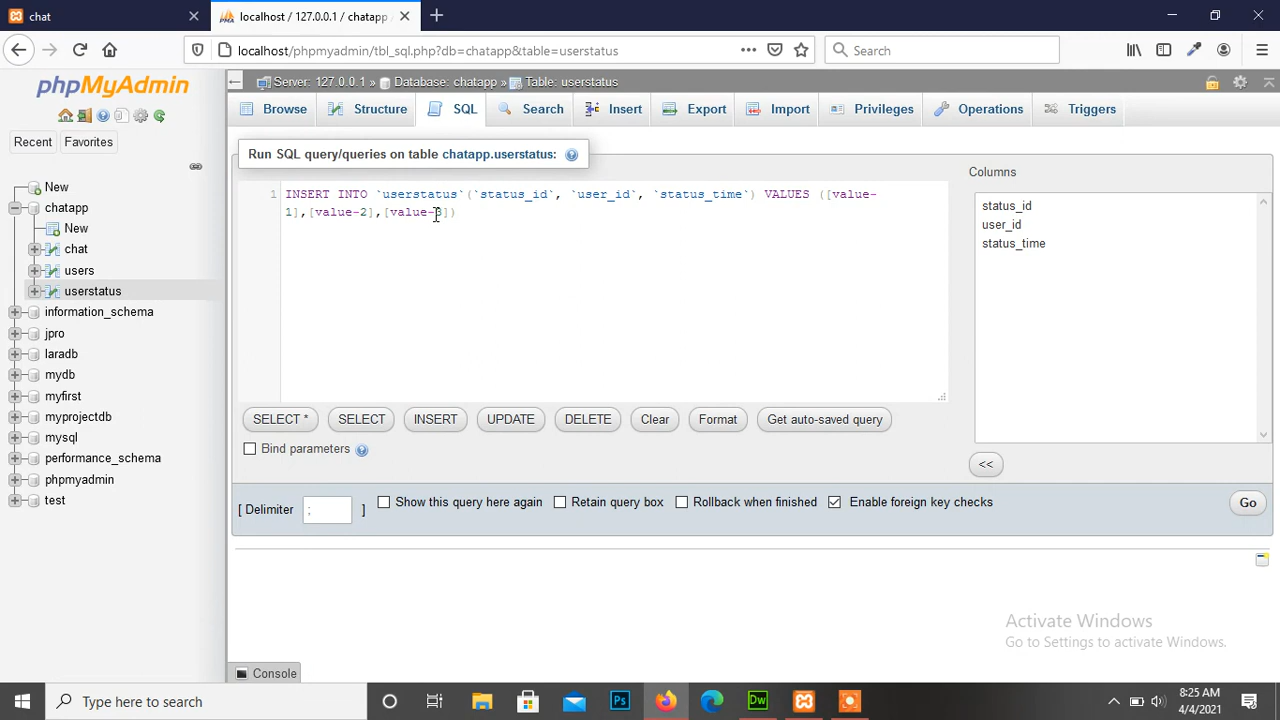 chat
localhost / 127.0.0.1 / chatapp
localhost/phpmyadmin/tbl_sql.php?db=chatapp&table=userstatus
Search
phpMyAdmin
Recent
Favorites
New
chatapp
New
chat
users
userstatus
information_schema
jpro
laradb
mydb
myfirst
myprojectdb
mysql
performance_schema
phpmyadmin
test
Server: 127.0.0.1 » Database: chatapp » Table: userstatus
Browse
Structure
SQL
Search
Insert
Export
Import
Privileges
Operations
Triggers
Run SQL query/queries on table chatapp.userstatus:
1
INSERT INTO `userstatus`(`status_id`, `user_id`, `status_time`) VALUES ([value-
1],[value-2],[value-3])
Columns
status_id
user_id
status_time
SELECT *
SELECT
INSERT
UPDATE
DELETE
Clear
Format
Get auto-saved query
<<
Bind parameters
[ Delimiter ; ]
Show this query here again
Retain query box
Rollback when finished
Enable foreign key checks
Go
Activate Windows
Go to Settings to activate Windows.
Console
Type here to search
Ps
Dw
8:25 AM
4/4/2021